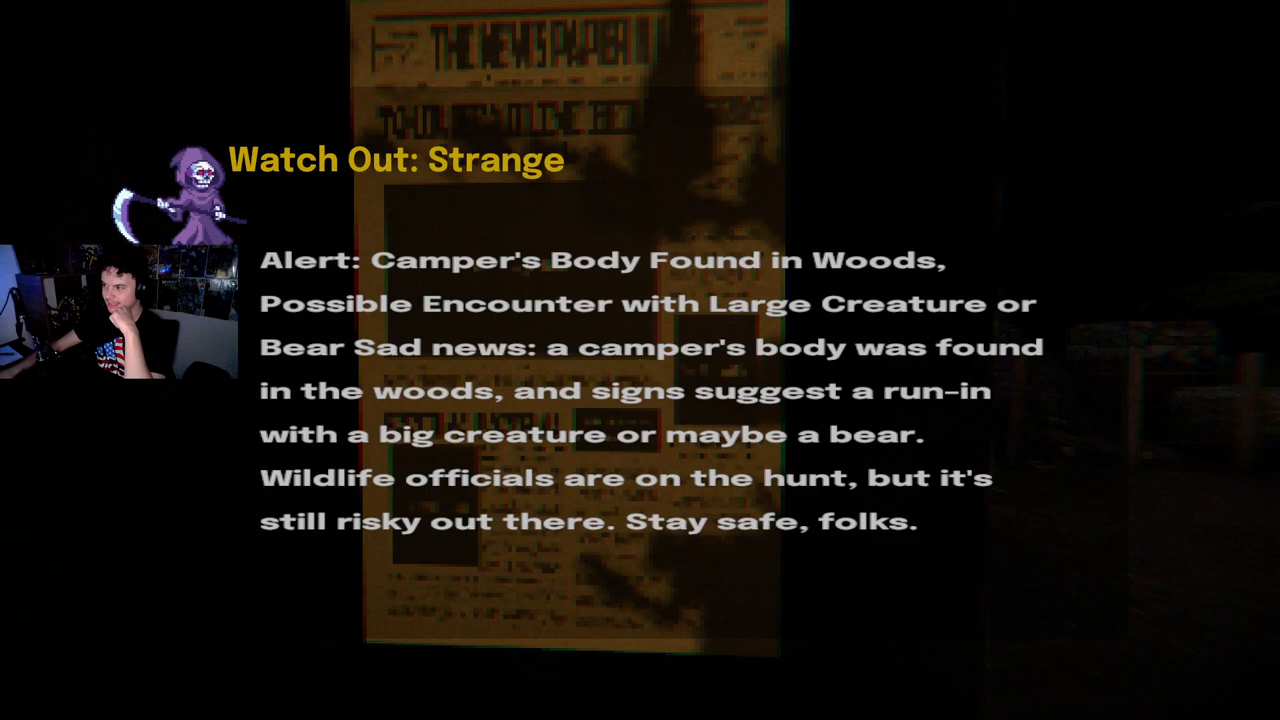 THE NEWSPAPER
Watch Out: Strange
Alert: Camper's Body Found in Woods,
Possible Encounter with Large Creature or
Bear Sad news: a camper's body was found
in the woods, and signs suggest a run-in
with a big creature or maybe a bear.
Wildlife officials are on the hunt, but it's
still risky out there. Stay safe, folks.